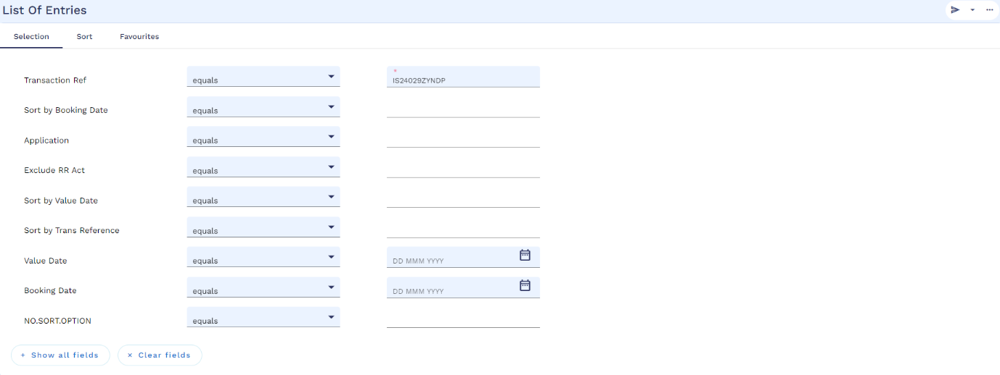 List Of Entries
Selection Sort Favourites
Transaction Ref equals * IS24029ZYNDP
Sort by Booking Date equals
Application equals
Exclude RR Act equals
Sort by Value Date equals
Sort by Trans Reference equals
Value Date equals DD MMM YYYY
Booking Date equals DD MMM YYYY
NO.SORT.OPTION equals
+ Show all fields × Clear fields